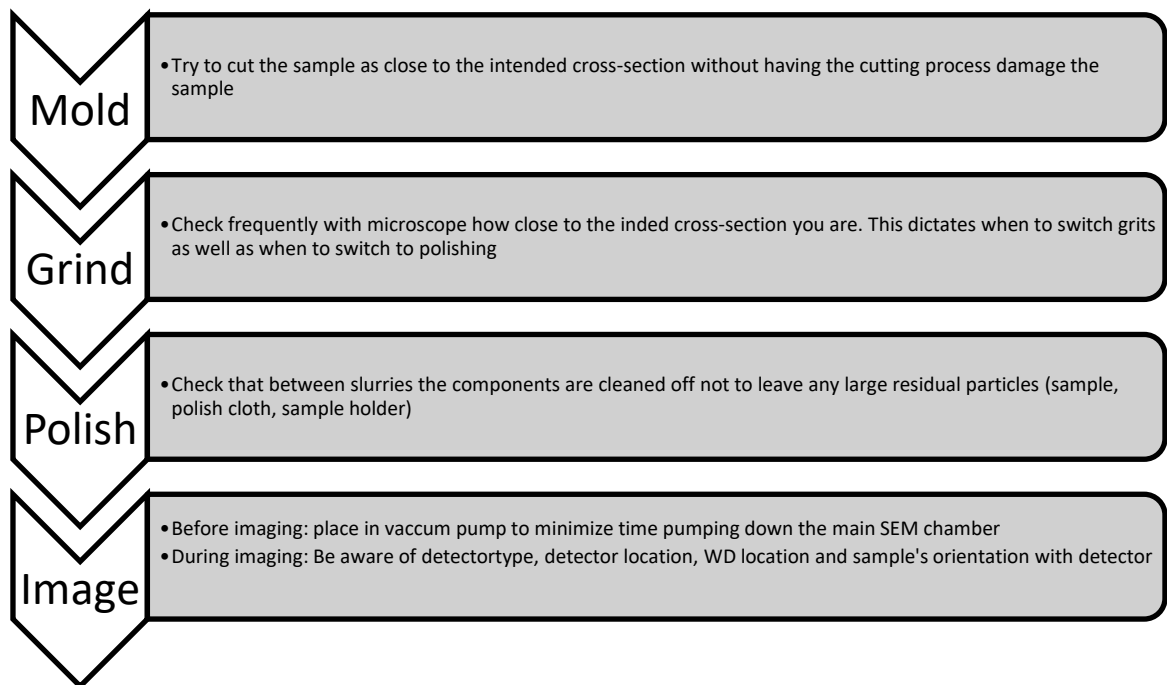 Mold
•Try to cut the sample as close to the intended cross-section without having the cutting process damage the
sample
Grind
•Check frequently with microscope how close to the inded cross-section you are. This dictates when to switch grits
as well as when to switch to polishing
Polish
•Check that between slurries the components are cleaned off not to leave any large residual particles (sample,
polish cloth, sample holder)
Image
•Before imaging: place in vaccum pump to minimize time pumping down the main SEM chamber
•During imaging: Be aware of detectortype, detector location, WD location and sample's orientation with detector